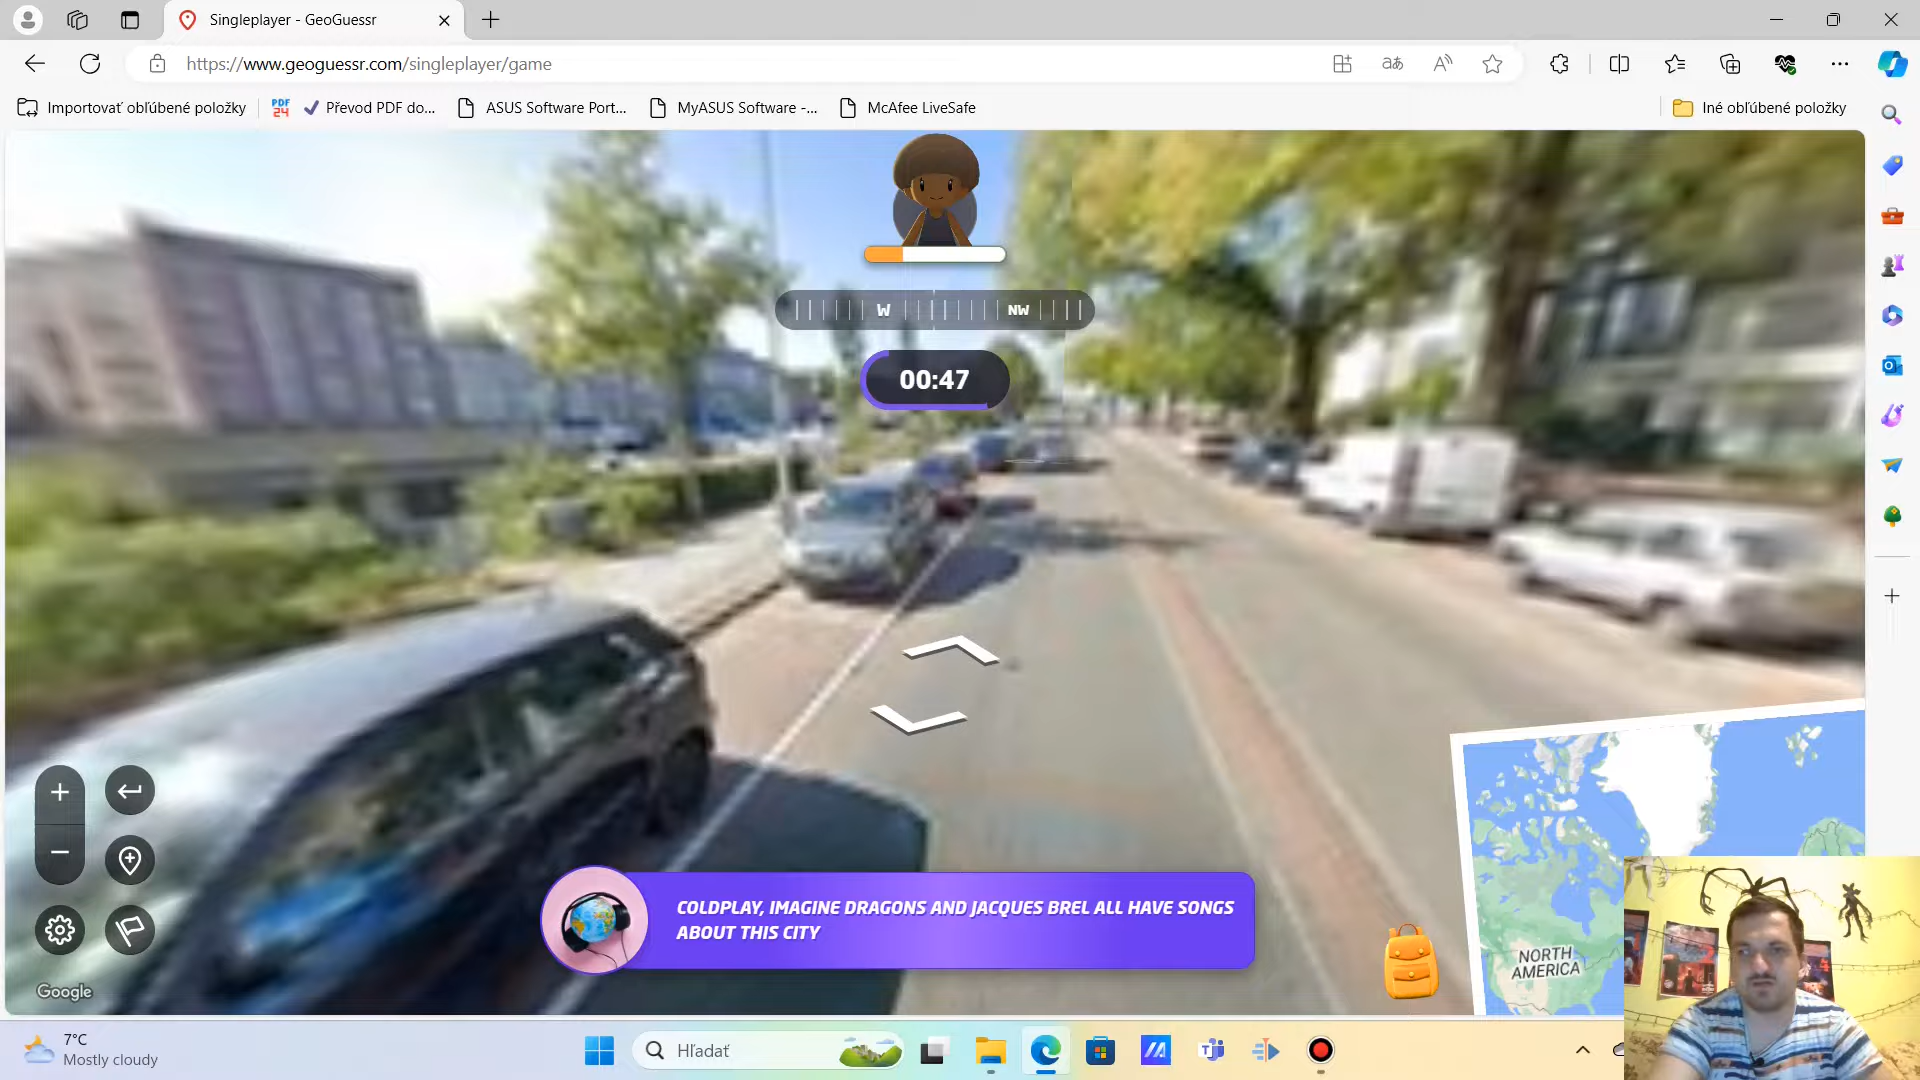 Singleplayer - GeoGuessr
https://www.geoguessr.com/singleplayer/game
Importovať obľúbené položky
PDF
24
Převod PDF do...
ASUS Software Port...
MyASUS Software -...
McAfee LiveSafe
Iné obľúbené položky
W
NW
00:47
COLDPLAY, IMAGINE DRAGONS AND JACQUES BREL ALL HAVE SONGS
ABOUT THIS CITY
NORTH
AMERICA
Google
7°C
Mostly cloudy
Hľadať